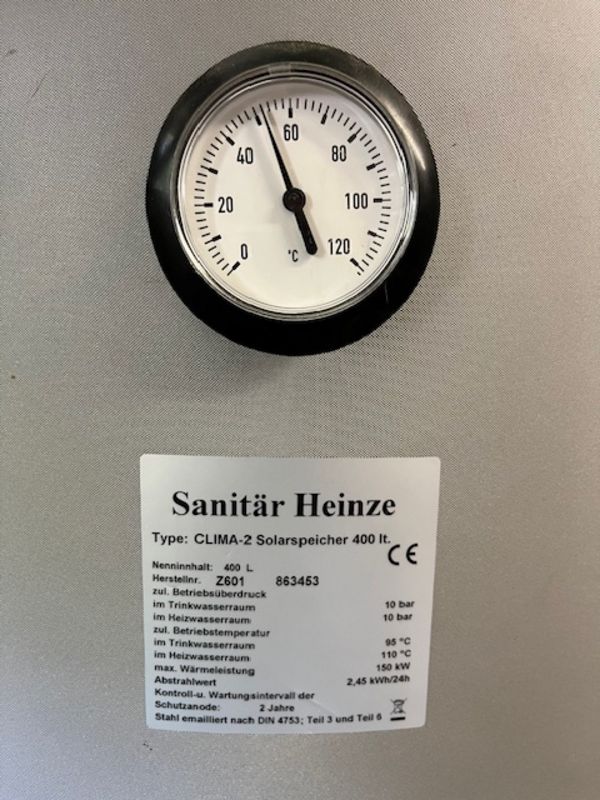 60
40
80
20
100
0
°C
120
Sanitär Heinze
Type: CLIMA-2 Solarspeicher 400 lt.
CE
Nenninnhalt: 400 L
Herstellnr. Z601 863453
zul. Betriebsüberdruck
im Trinkwasserraum 10 bar
im Heizwasserraum 10 bar
zul. Betriebstemperatur
im Trinkwasserraum 95 °C
im Heizwasserraum 110 °C
max. Wärmeleistung 150 kW
Abstrahlwert 2,45 kWh/24h
Kontroll-u. Wartungsintervall der
Schutzanode: 2 Jahre
Stahl emailliert nach DIN 4753; Teil 3 und Teil 6